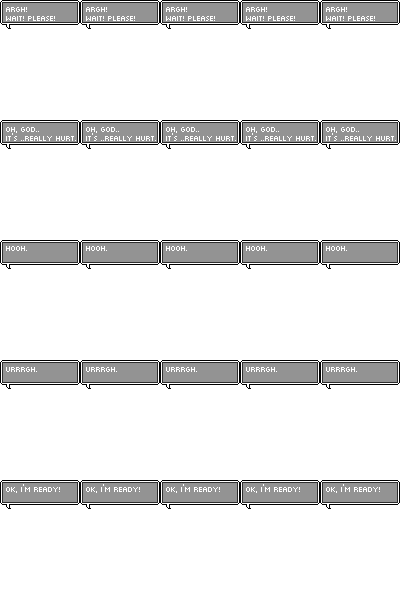 ARGH! ARGH! ARGH! ARGH! ARGH!
WAIT! PLEASE! WAIT! PLEASE! WAIT! PLEASE! WAIT! PLEASE! WAIT! PLEASE!
OH, GOD.. OH, GOD.. OH, GOD.. OH, GOD.. OH, GOD..
IT'S ..REALLY HURT. IT'S ..REALLY HURT. IT'S ..REALLY HURT. IT'S ..REALLY HURT. IT'S ..REALLY HURT.
HOOH. HOOH. HOOH. HOOH. HOOH.
URRRGH. URRRGH. URRRGH. URRRGH. URRRGH.
OK, I'M READY! OK, I'M READY! OK, I'M READY! OK, I'M READY! OK, I'M READY!